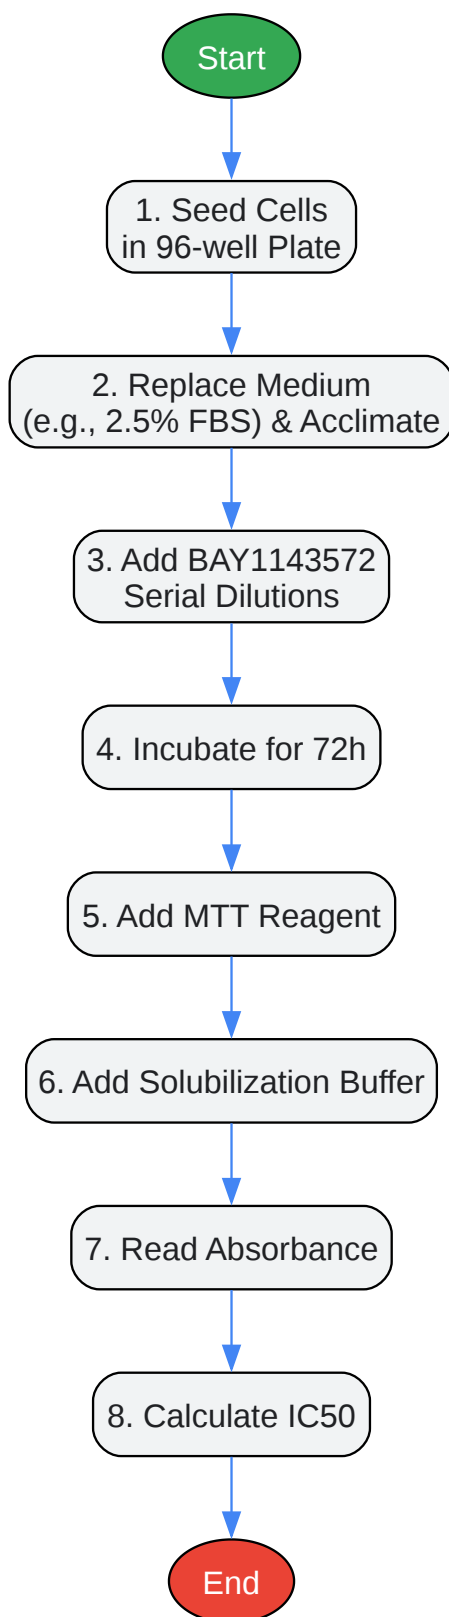 Start
1. Seed Cells
in 96-well Plate
2. Replace Medium
(e.g., 2.5% FBS) & Acclimate
3. Add BAY1143572
Serial Dilutions
4. Incubate for 72h
5. Add MTT Reagent
6. Add Solubilization Buffer
7. Read Absorbance
8. Calculate IC50
End